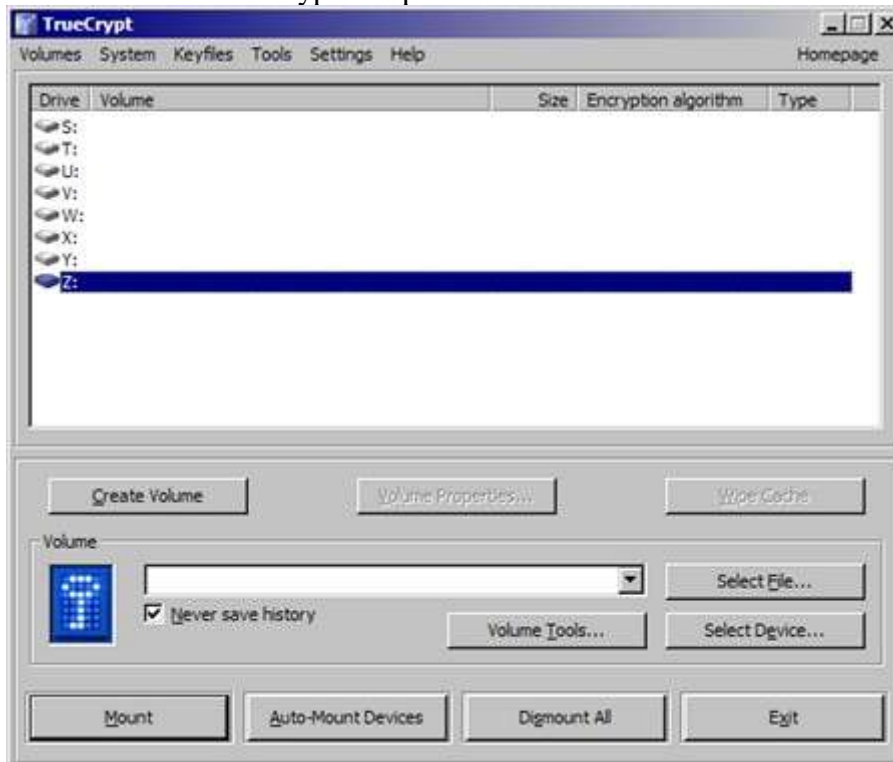 TrueCrypt
Volumes System Keyfiles Tools Settings Help Homepage
Drive Volume Size Encryption algorithm Type
S:
T:
U:
V:
W:
X:
Y:
Z:
Create Volume Volume Properties... Wipe Cache
Volume
Never save history
Select File...
Volume Tools... Select Device...
Mount Auto-Mount Devices Dismount All Exit